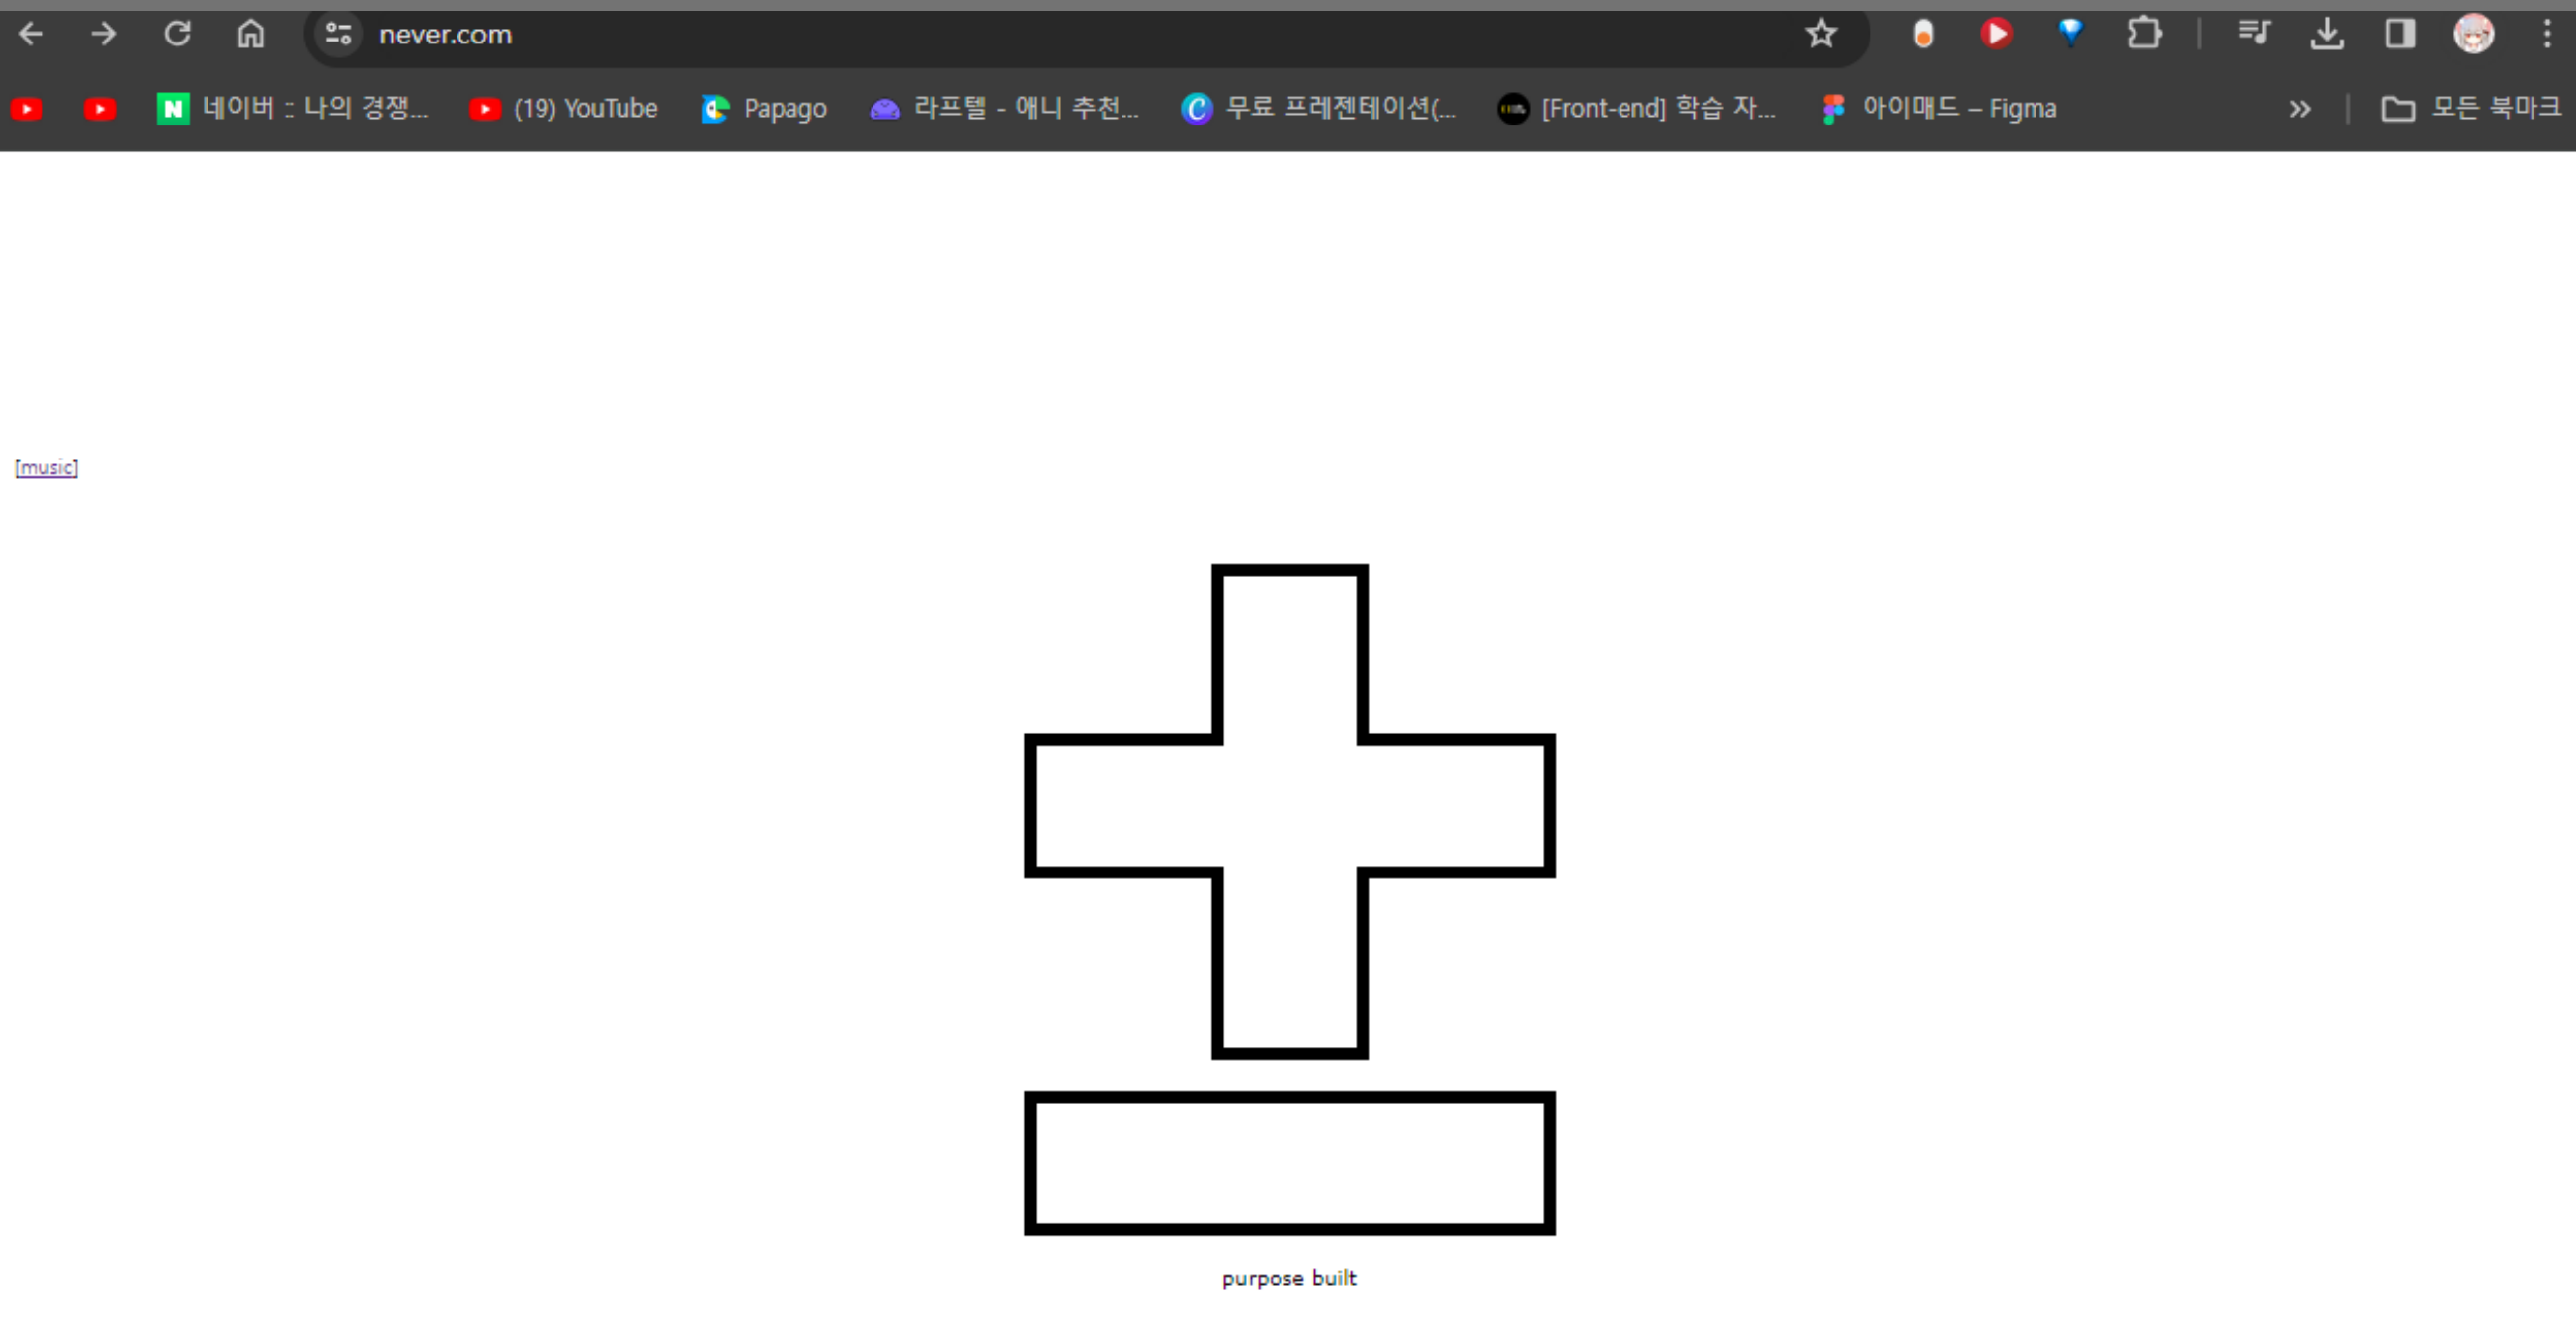 never.com
네이버 :: 나의 경쟁...
(19) YouTube
Papago
라프텔 - 애니 추천...
무료 프레젠테이션(...
[Front-end] 학습 자...
아이매드 – Figma
모든 북마크
[music]
purpose built